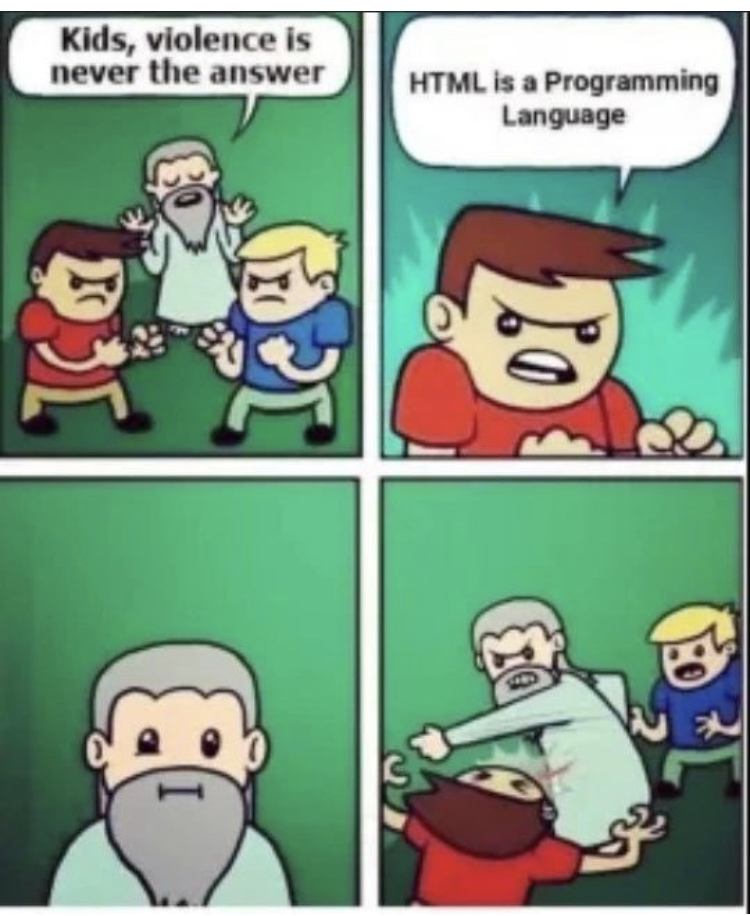 Kids, violence is
never the answer
HTML is a Programming
Language